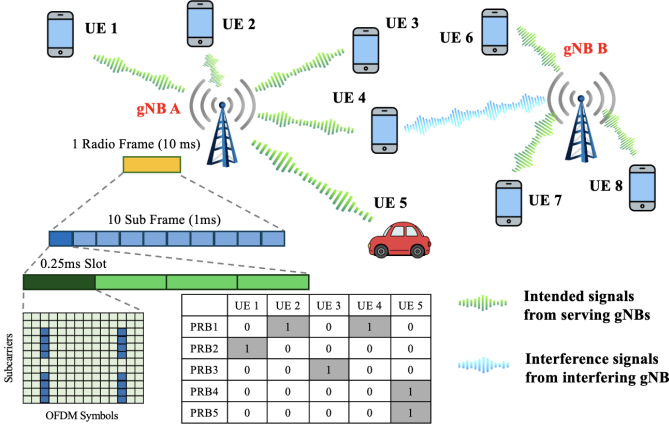 UE 1
UE 2
UE 3
UE 6
gNB A
gNB B
UE 4
1 Radio Frame (10 ms)
UE 5
UE 7
UE 8
10 Sub Frame (1ms)
0.25ms Slot
Subcarriers
OFDM Symbols
UE 1 UE 2 UE 3 UE 4 UE 5
PRB1 0 1 0 1 0
PRB2 1 0 0 0 0
PRB3 0 0 1 0 0
PRB4 0 0 0 0 1
PRB5 0 0 0 0 1
Intended signals
from serving gNBs
Interference signals
from interfering gNB